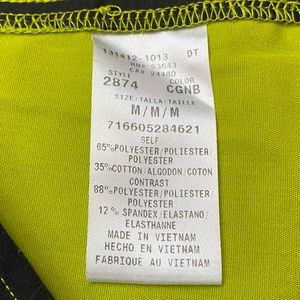 131412-1013 DT
RN# 93643
CA# 24480
STYLE COLOR
2874 CGNB
SIZE/TALLA/TAILLE
M/M/M
716605284621
SELF
65%POLYESTER/POLIESTER/
POLYESTER
35%COTTON/ALGODON/COTON
CONTRAST
88%POLYESTER/POLIESTER/
POLYESTER
12%SPANDEX/ELASTANO/
ELASTHANNE
MADE IN VIETNAM
HECHO EN VIETNAM
FABRIQUE AU VIETNAM